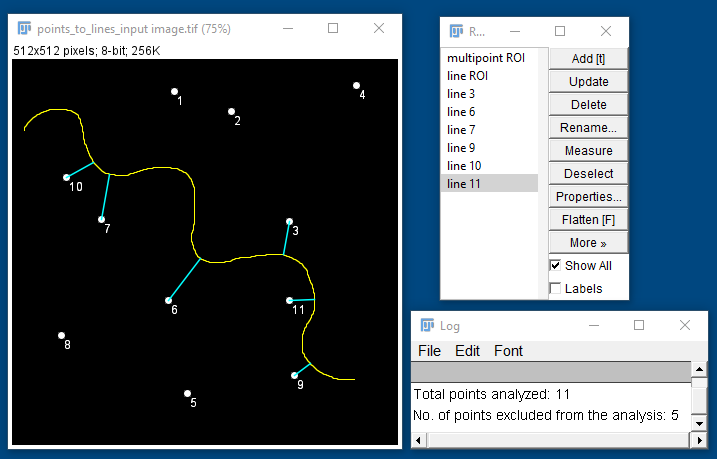 points_to_lines_input image.tif (75%)
512x512 pixels; 8-bit; 256K
1
2
4
10
7
3
6
11
8
9
5
R...
multipoint ROI
line ROI
line 3
line 6
line 7
line 9
line 10
line 11
Add [t]
Update
Delete
Rename...
Measure
Deselect
Properties...
Flatten [F]
More »
Show All
Labels
Log
File Edit Font
Total points analyzed: 11
No. of points excluded from the analysis: 5